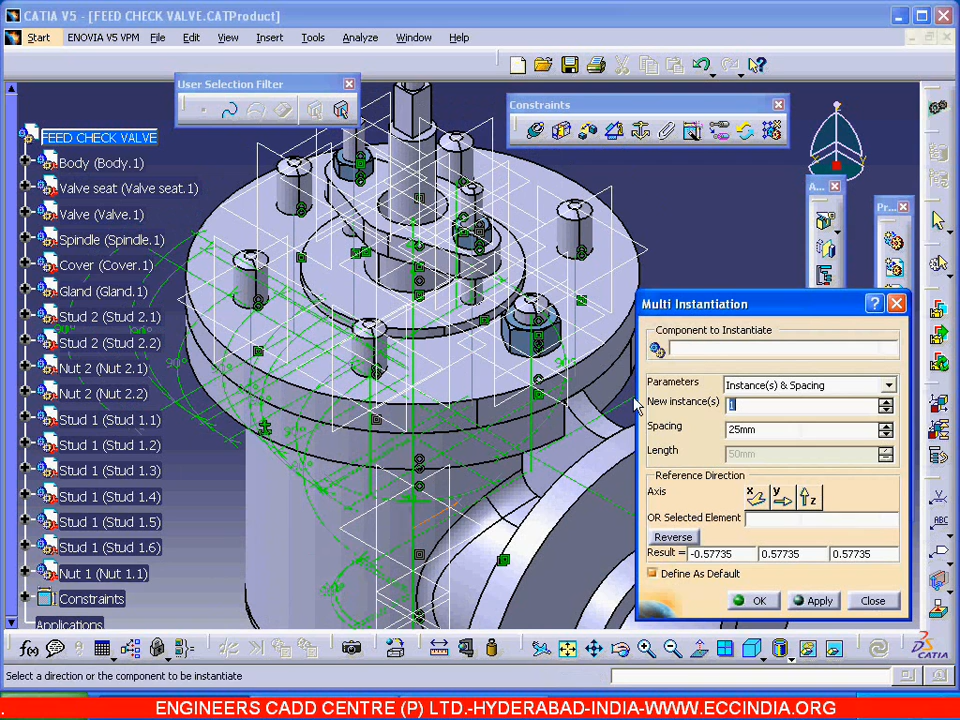 CATIA V5 - [FEED CHECK VALVE.CATProduct]
Start ENOVIA V5 VPM File Edit View Insert Tools Analyze Window Help
User Selection Filter
Constraints
FEED CHECK VALVE
Body (Body.1)
Valve seat (Valve seat.1)
Valve (Valve.1)
Spindle (Spindle.1)
Cover (Cover.1)
Gland (Gland.1)
Stud 2 (Stud 2.1)
Stud 2 (Stud 2.2)
Nut 2 (Nut 2.1)
Nut 2 (Nut 2.2)
Stud 1 (Stud 1.1)
Stud 1 (Stud 1.2)
Stud 1 (Stud 1.3)
Stud 1 (Stud 1.4)
Stud 1 (Stud 1.5)
Stud 1 (Stud 1.6)
Nut 1 (Nut 1.1)
Constraints
Applications
A...
Pr...
Multi Instantiation
Component to Instantiate
Parameters Instance(s) & Spacing
New instance(s) 1
Spacing 25mm
Length 50mm
Reference Direction
Axis x y z
OR Selected Element
Reverse
Result = -0.57735 0.57735 0.57735
Define As Default
OK Apply Close
ABC
f(x)
CATIA
Select a direction or the component to be instantiate
. ENGINEERS CADD CENTRE (P) LTD.-HYDERABAD-INDIA-WWW.ECCINDIA.ORG